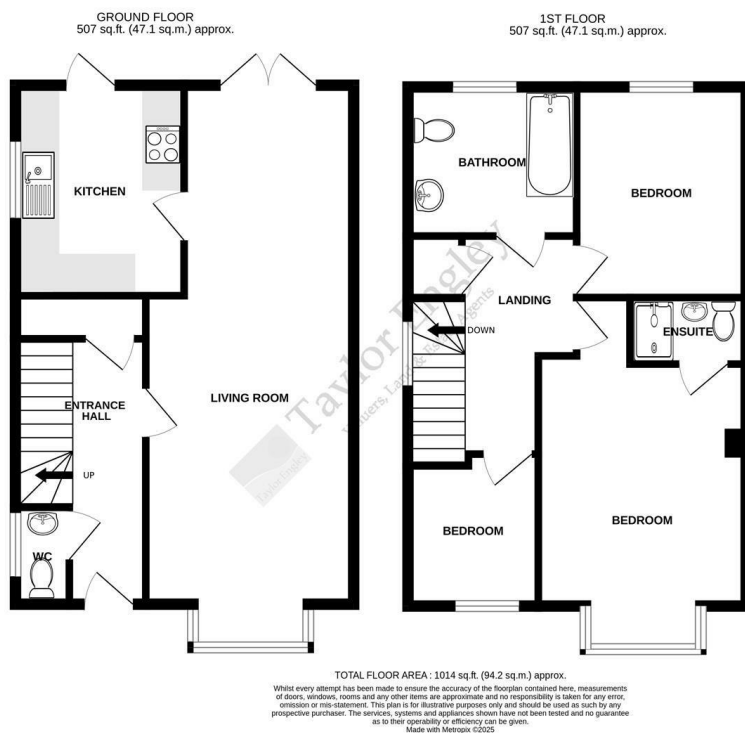 GROUND FLOOR
507 sq.ft. (47.1 sq.m.) approx.
1ST FLOOR
507 sq.ft. (47.1 sq.m.) approx.
KITCHEN
LIVING ROOM
ENTRANCE
HALL
UP
WC
BATHROOM
BEDROOM
LANDING
DOWN
ENSUITE
BEDROOM
BEDROOM
Taylor Engley
Valuers, Land & Estate Agents
Taylor Engley
TOTAL FLOOR AREA : 1014 sq.ft. (94.2 sq.m.) approx.
Whilst every attempt has been made to ensure the accuracy of the floorplan contained here, measurements
of doors, windows, rooms and any other items are approximate and no responsibility is taken for any error,
omission or mis-statement. This plan is for illustrative purposes only and should be used as such by any
prospective purchaser. The services, systems and appliances shown have not been tested and no guarantee
as to their operability or efficiency can be given.
Made with Metropix ©2025